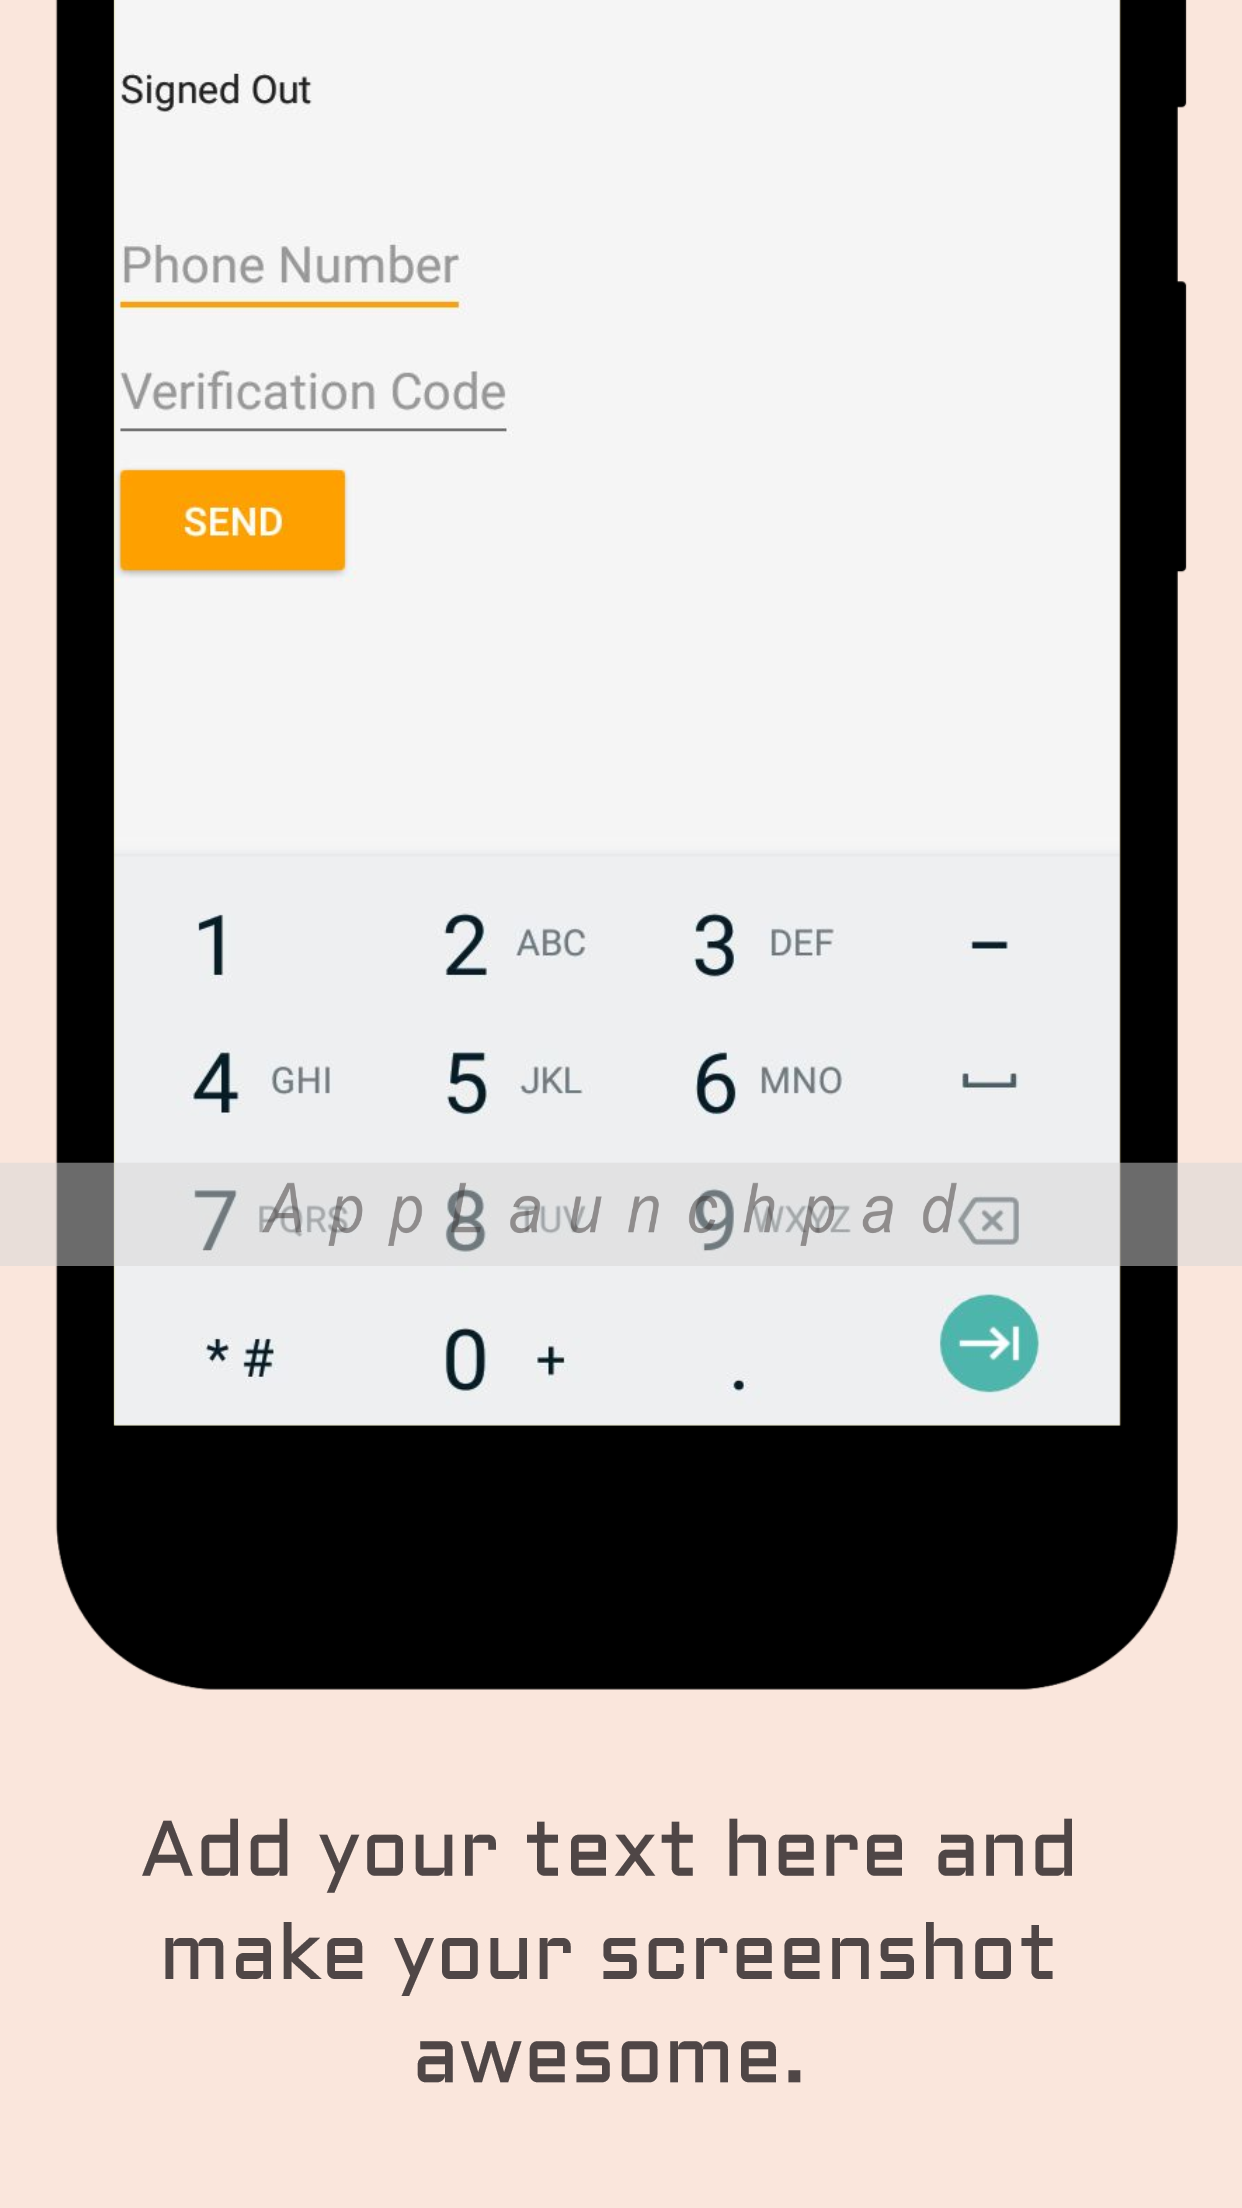 Signed Out
Phone Number
Verification Code
SEND
1 2 ABC 3 DEF –
4 GHI 5 JKL 6 MNO
7 PQRS 8 TUV 9 WXYZ
AppLaunchpad
* # 0 + .
Add your text here and
make your screenshot
awesome.